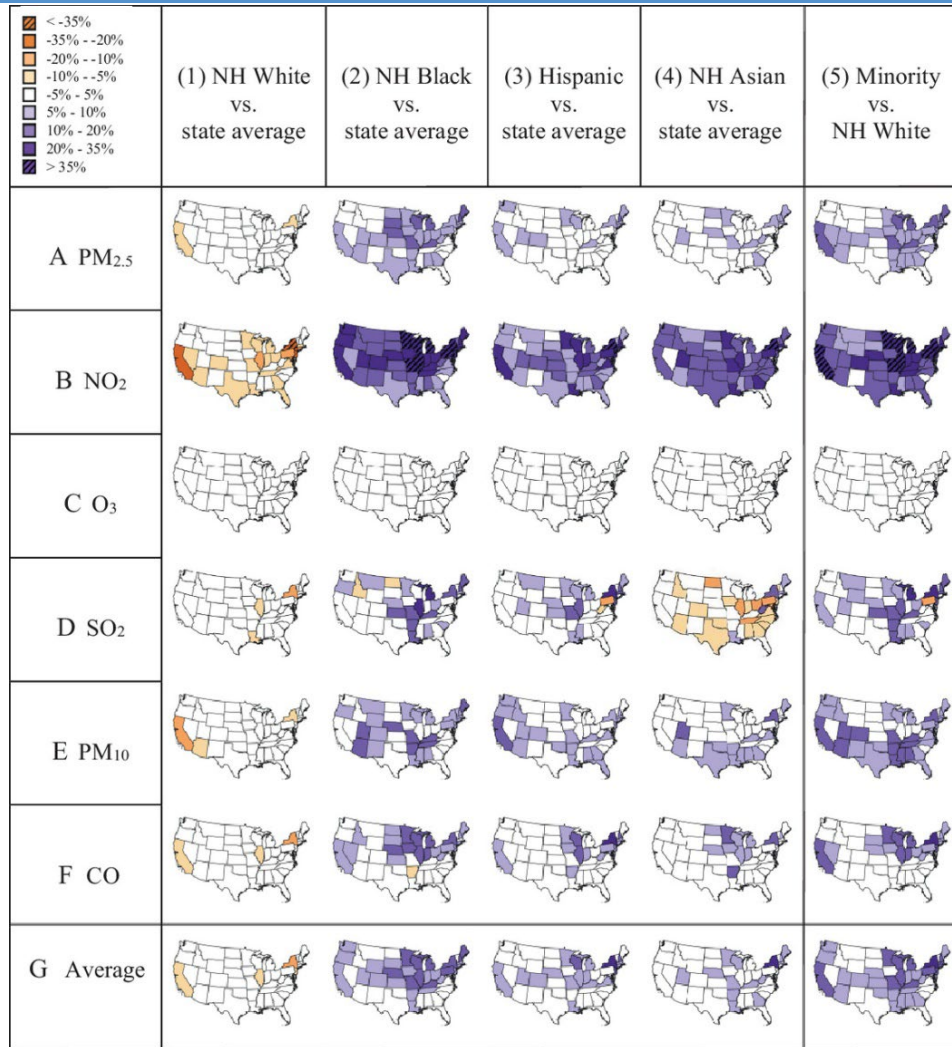 < -35%
-35% - -20%
-20% - -10%
-10% - -5%
-5% - 5%
5% - 10%
10% - 20%
20% - 35%
> 35%
(1) NH White
vs.
state average
(2) NH Black
vs.
state average
(3) Hispanic
vs.
state average
(4) NH Asian
vs.
state average
(5) Minority
vs.
NH White
A PM2.5
B NO2
C O3
D SO2
E PM10
F CO
G Average